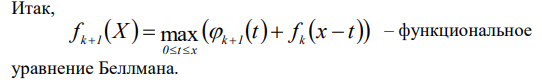 Итак,
f_{k+1}(X) = max_{0≤t≤x} (φ_{k+1}(t) + f_k(x − t)) – функциональное
уравнение Беллмана.